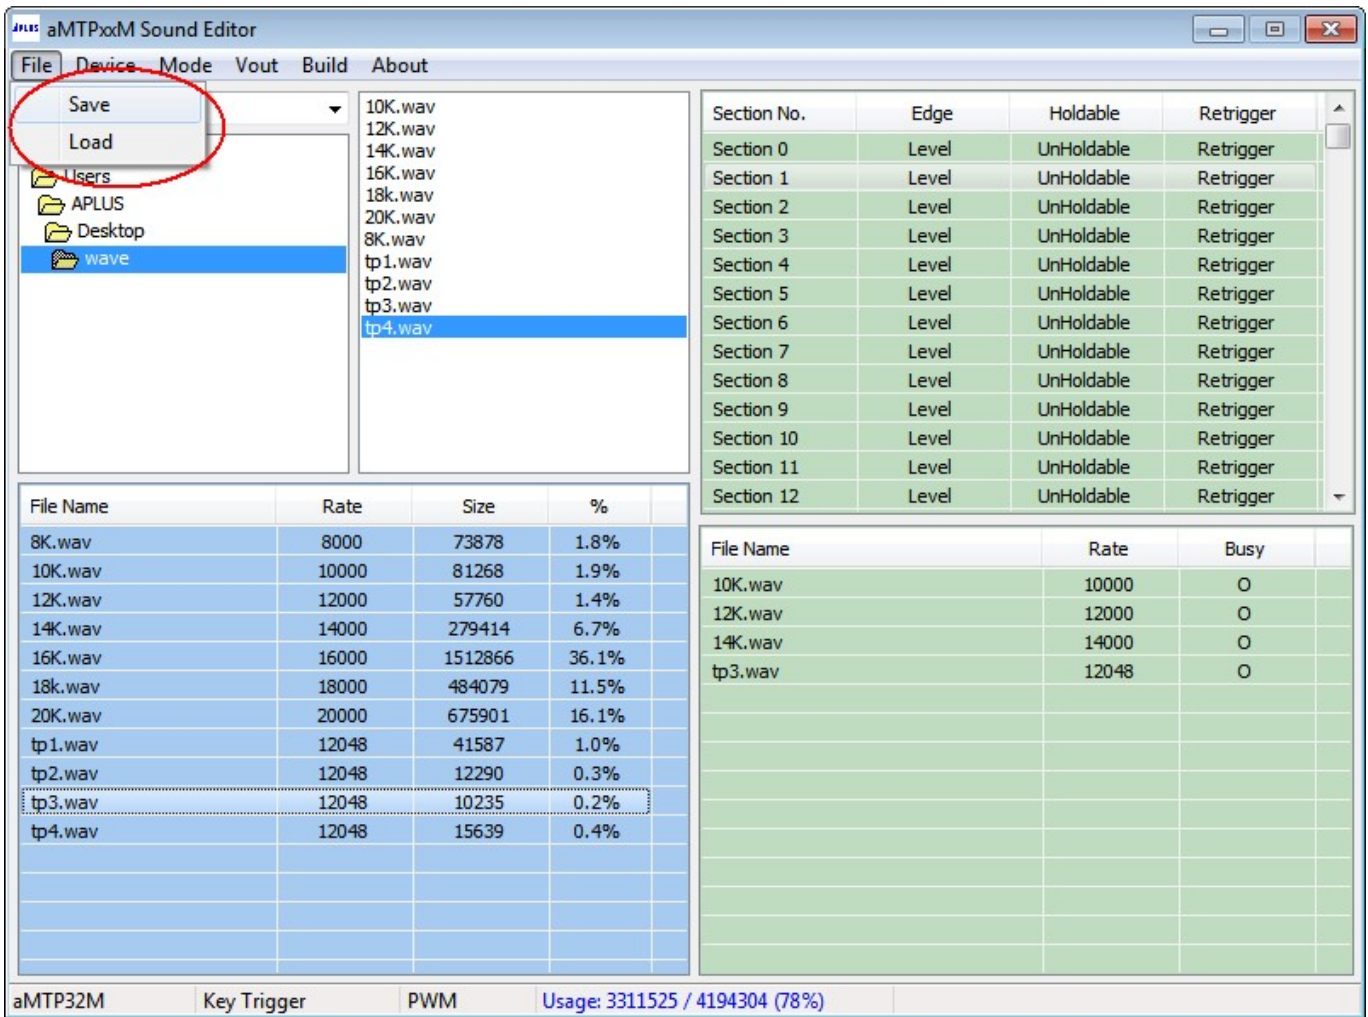 APLUS aMTPxxM Sound Editor
File Device Mode Vout Build About
Save
Load
Users
APLUS
Desktop
wave
10K.wav
12K.wav
14K.wav
16K.wav
18k.wav
20K.wav
8K.wav
tp1.wav
tp2.wav
tp3.wav
tp4.wav
Section No. Edge Holdable Retrigger
Section 0 Level UnHoldable Retrigger
Section 1 Level UnHoldable Retrigger
Section 2 Level UnHoldable Retrigger
Section 3 Level UnHoldable Retrigger
Section 4 Level UnHoldable Retrigger
Section 5 Level UnHoldable Retrigger
Section 6 Level UnHoldable Retrigger
Section 7 Level UnHoldable Retrigger
Section 8 Level UnHoldable Retrigger
Section 9 Level UnHoldable Retrigger
Section 10 Level UnHoldable Retrigger
Section 11 Level UnHoldable Retrigger
Section 12 Level UnHoldable Retrigger
File Name Rate Size %
8K.wav 8000 73878 1.8%
10K.wav 10000 81268 1.9%
12K.wav 12000 57760 1.4%
14K.wav 14000 279414 6.7%
16K.wav 16000 1512866 36.1%
18k.wav 18000 484079 11.5%
20K.wav 20000 675901 16.1%
tp1.wav 12048 41587 1.0%
tp2.wav 12048 12290 0.3%
tp3.wav 12048 10235 0.2%
tp4.wav 12048 15639 0.4%
File Name Rate Busy
10K.wav 10000 O
12K.wav 12000 O
14K.wav 14000 O
tp3.wav 12048 O
aMTP32M Key Trigger PWM Usage: 3311525 / 4194304 (78%)